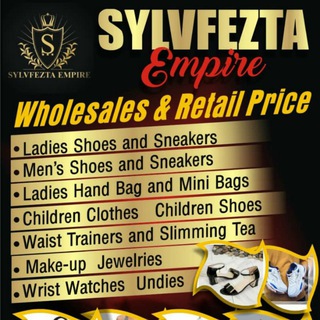 S
SYLVFEZTA EMPIRE
SYLVFEZTA
Empire
Wholesales & Retail Price
• Ladies Shoes and Sneakers
• Men's Shoes and Sneakers
• Ladies Hand Bag and Mini Bags
• Children Clothes Children Shoes
• Waist Trainers and Slimming Tea
• Make-up Jewelries
• Wrist Watches Undies